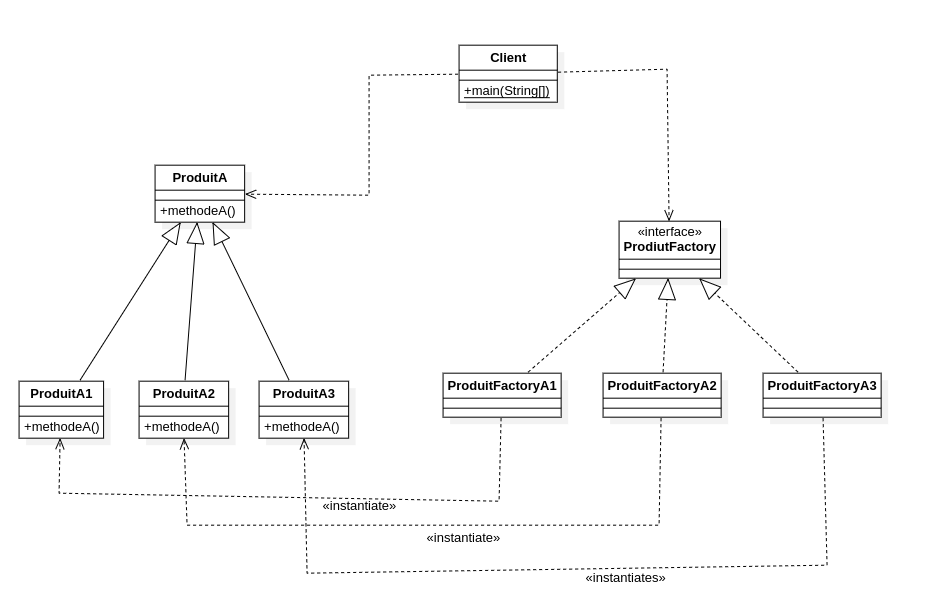 Client
+main(String[])
ProduitA
+methodeA()
«interface»
ProdiutFactory
ProduitA1
+methodeA()
ProduitA2
+methodeA()
ProduitA3
+methodeA()
ProduitFactoryA1
ProduitFactoryA2
ProduitFactoryA3
«instantiate»
«instantiate»
«instantiates»